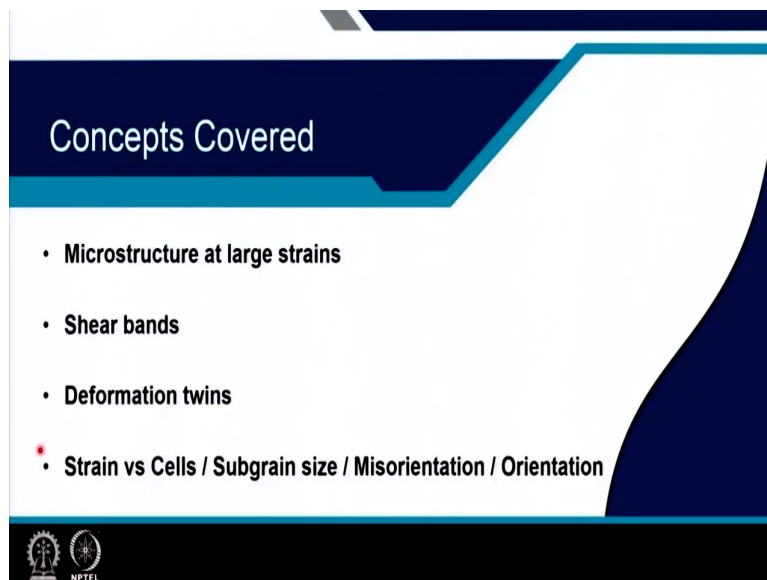 Concepts Covered
• Microstructure at large strains
• Shear bands
• Deformation twins
• Strain vs Cells / Subgrain size / Misorientation / Orientation
NPTEL